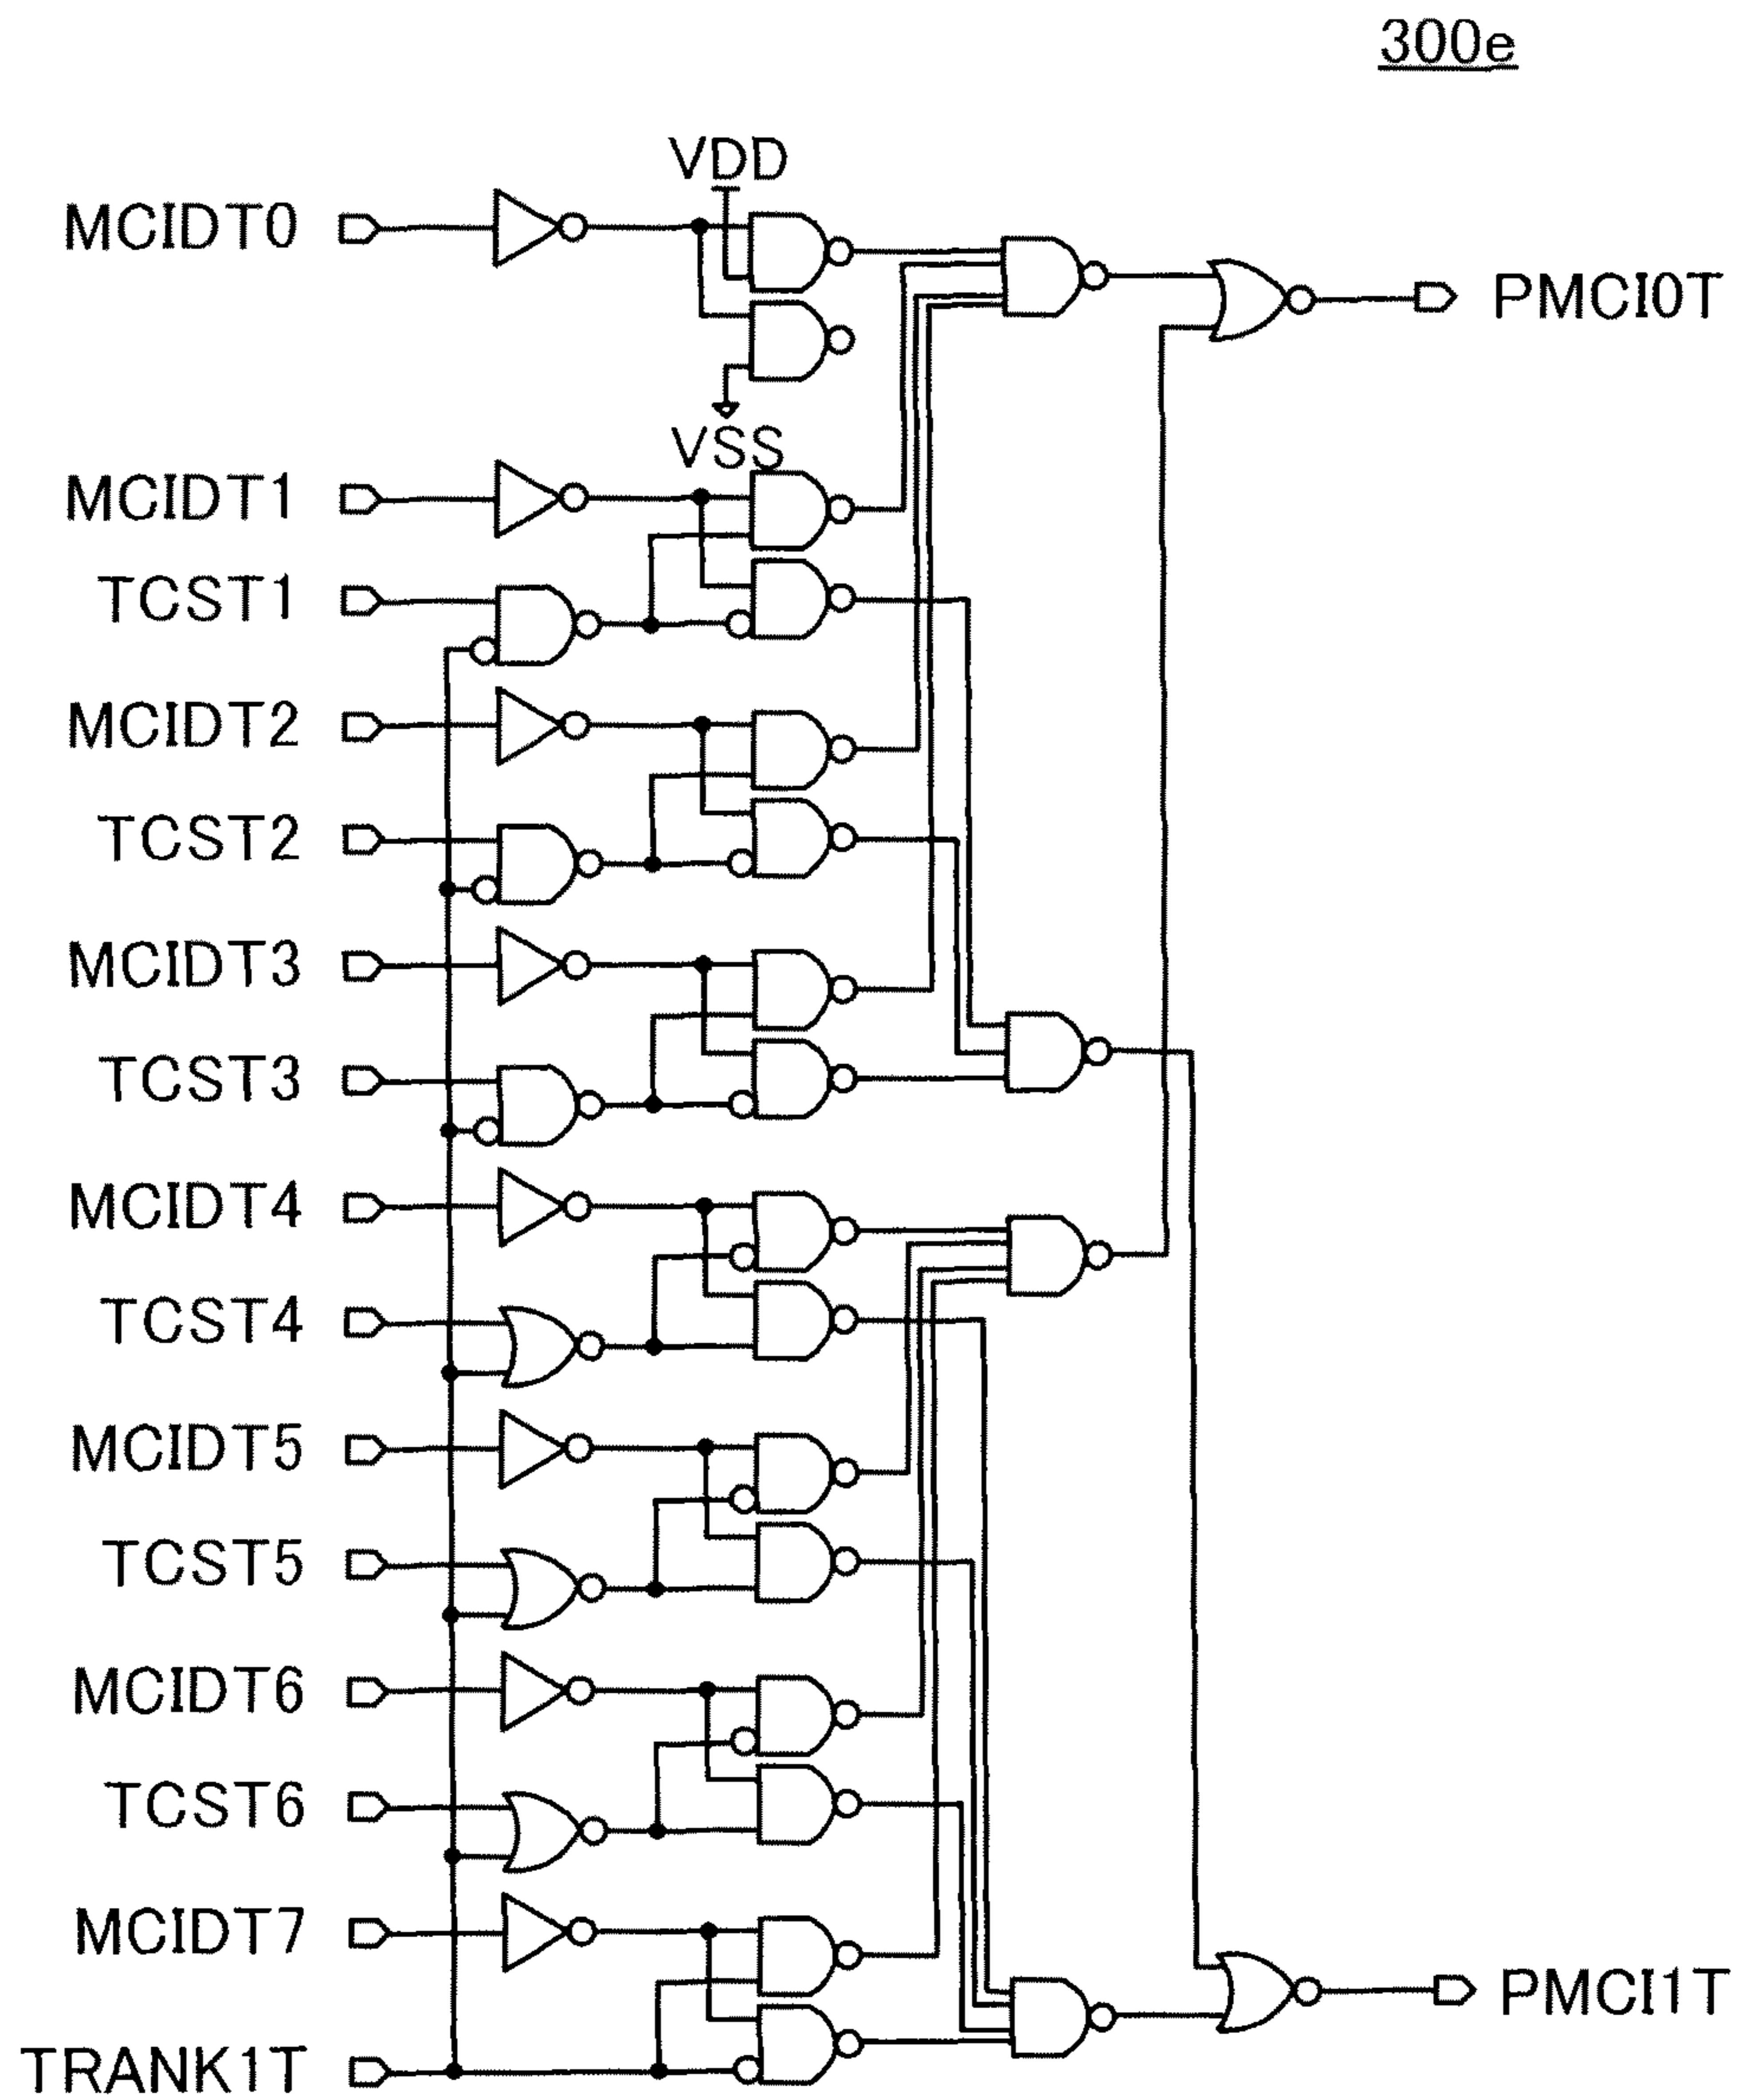 300e
VDD
MCIDT0
PMCI0T
VSS
MCIDT1
TCST1
MCIDT2
TCST2
MCIDT3
TCST3
MCIDT4
TCST4
MCIDT5
TCST5
MCIDT6
TCST6
MCIDT7
PMCI1T
TRANK1T